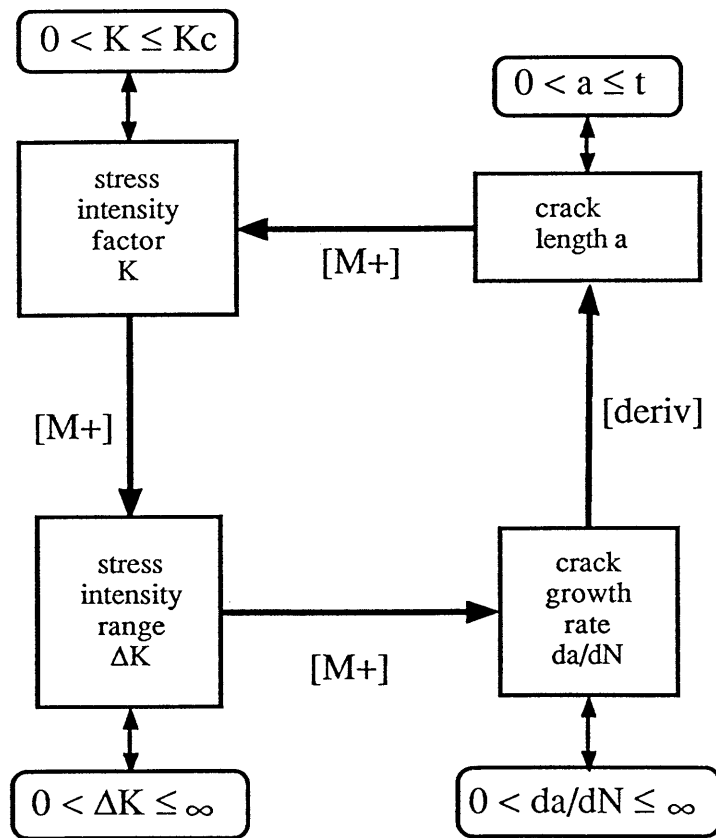 0 < K ≤ Kc
0 < a ≤ t
stress
intensity
factor
K
crack
length a
[M+]
[M+]
[deriv]
stress
intensity
range
ΔK
crack
growth
rate
da/dN
[M+]
0 < ΔK ≤ ∞
0 < da/dN ≤ ∞